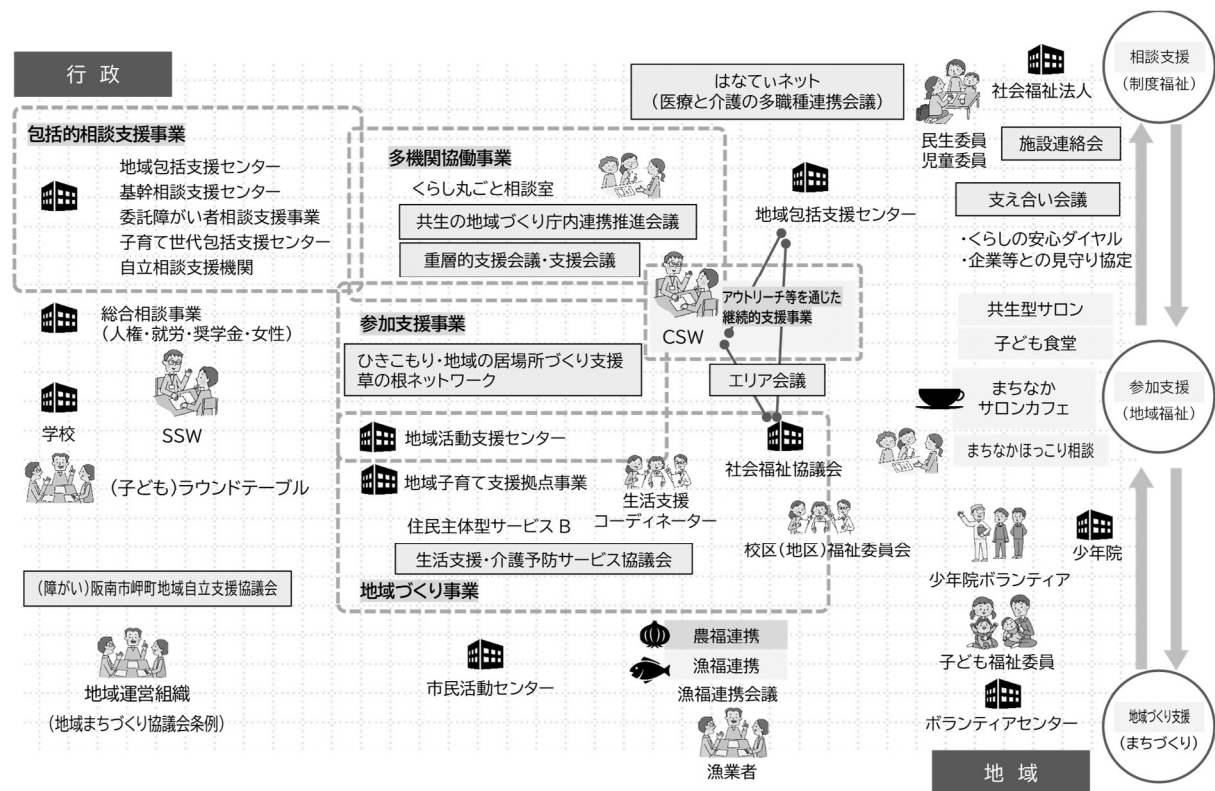 行政
包括的相談支援事業
地域包括支援センター
基幹相談支援センター
委託障がい者相談支援事業
子育て世代包括支援センター
自立相談支援機関
総合相談事業
(人権・就労・奨学金・女性)
学校
SSW
(子ども)ラウンドテーブル
(障がい)阪南市岬町地域自立支援協議会
地域運営組織
(地域まちづくり協議会条例)
多機関協働事業
くらし丸ごと相談室
共生の地域づくり庁内連携推進会議
重層的支援会議・支援会議
参加支援事業
ひきこもり・地域の居場所づくり支援
草の根ネットワーク
地域活動支援センター
地域子育て支援拠点事業
住民主体型サービスB
生活支援・介護予防サービス協議会
地域づくり事業
生活支援
コーディネーター
市民活動センター
はなてぃネット
(医療と介護の多職種連携会議)
地域包括支援センター
CSW
アウトリーチ等を通じた
継続的支援事業
エリア会議
社会福祉協議会
校区(地区)福祉委員会
農福連携
漁福連携
漁福連携会議
漁業者
民生委員
児童委員
社会福祉法人
施設連絡会
支え合い会議
・くらしの安心ダイヤル
・企業等との見守り協定
共生型サロン
子ども食堂
まちなか
サロンカフェ
まちなかほっこり相談
少年院ボランティア
少年院
子ども福祉委員
ボランティアセンター
地域
相談支援
(制度福祉)
参加支援
(地域福祉)
地域づくり支援
(まちづくり)